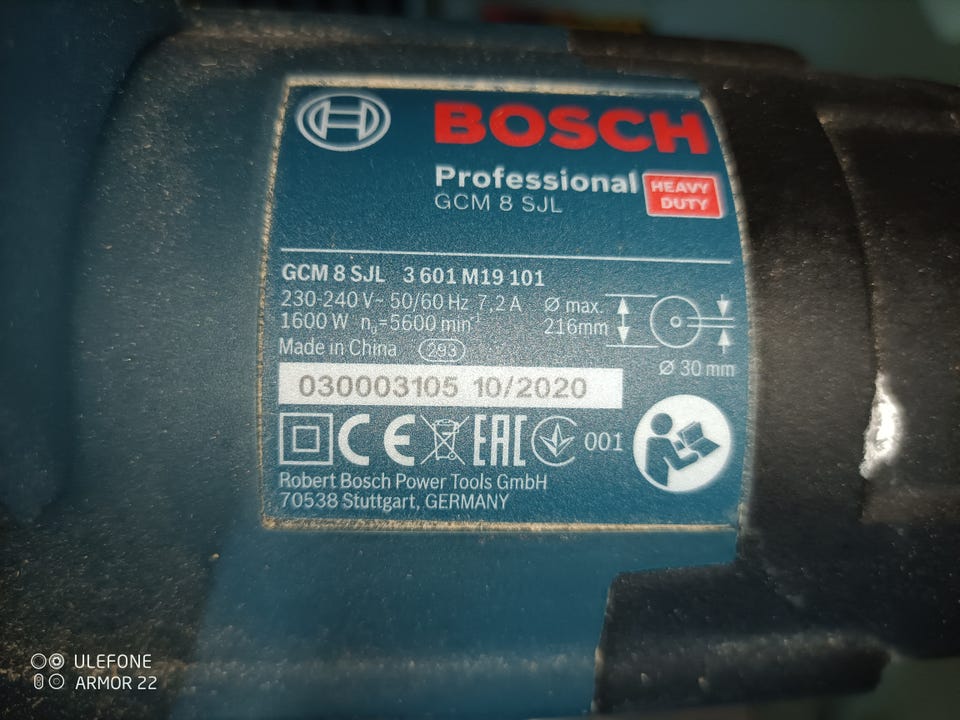 BOSCH
Professional
HEAVY
DUTY
GCM 8 SJL
GCM 8 SJL 3 601 M19 101
230-240 V~ 50/60 Hz 7,2 A
1600 W n₀=5600 min⁻¹
Ø max.
216mm
Made in China 293
Ø 30 mm
030003105 10/2020
CE EAC 001
Robert Bosch Power Tools GmbH
70538 Stuttgart, GERMANY
ULEFONE
ARMOR 22